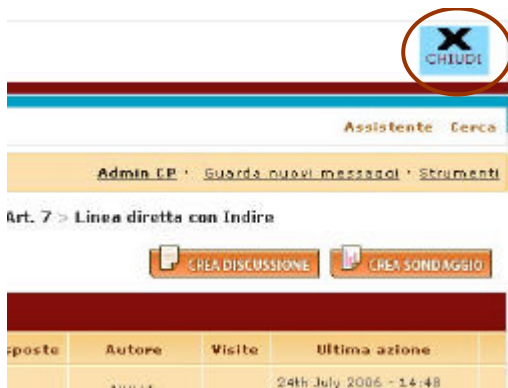 X
CHIUDI
Assistente Cerca
Admin CP · Guarda nuovi messaggi · Strumenti
Art. 7 > Linea diretta con Indire
CREA DISCUSSIONE CREA SONDAGGIO
sposte Autore Visite Ultima azione
24th July 2006 - 14:48